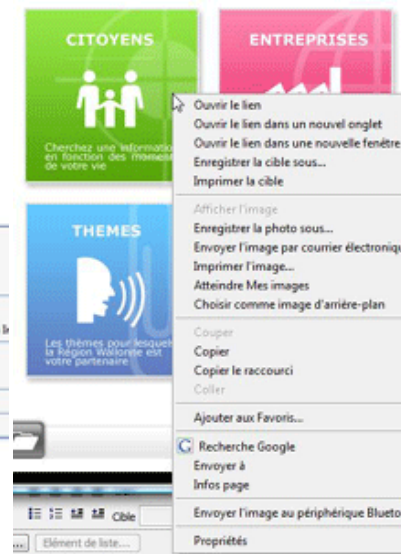 CITOYENS
ENTREPRISES
Cherchez une information
en fonction des moments
de votre vie
THEMES
Les thèmes pour lesquels
la Région Wallonne est
votre partenaire
Ouvrir le lien
Ouvrir le lien dans un nouvel onglet
Ouvrir le lien dans une nouvelle fenêtre
Enregistrer la cible sous...
Imprimer la cible
Afficher l'image
Enregistrer la photo sous...
Envoyer l'image par courrier électroniqu
Imprimer l'image...
Atteindre Mes images
Choisir comme image d'arrière-plan
Couper
Copier
Copier le raccourci
Coller
Ajouter aux Favoris...
Recherche Google
Envoyer à
Infos page
Envoyer l'image au périphérique Blueto
Propriétés
Cible
Elément de liste...